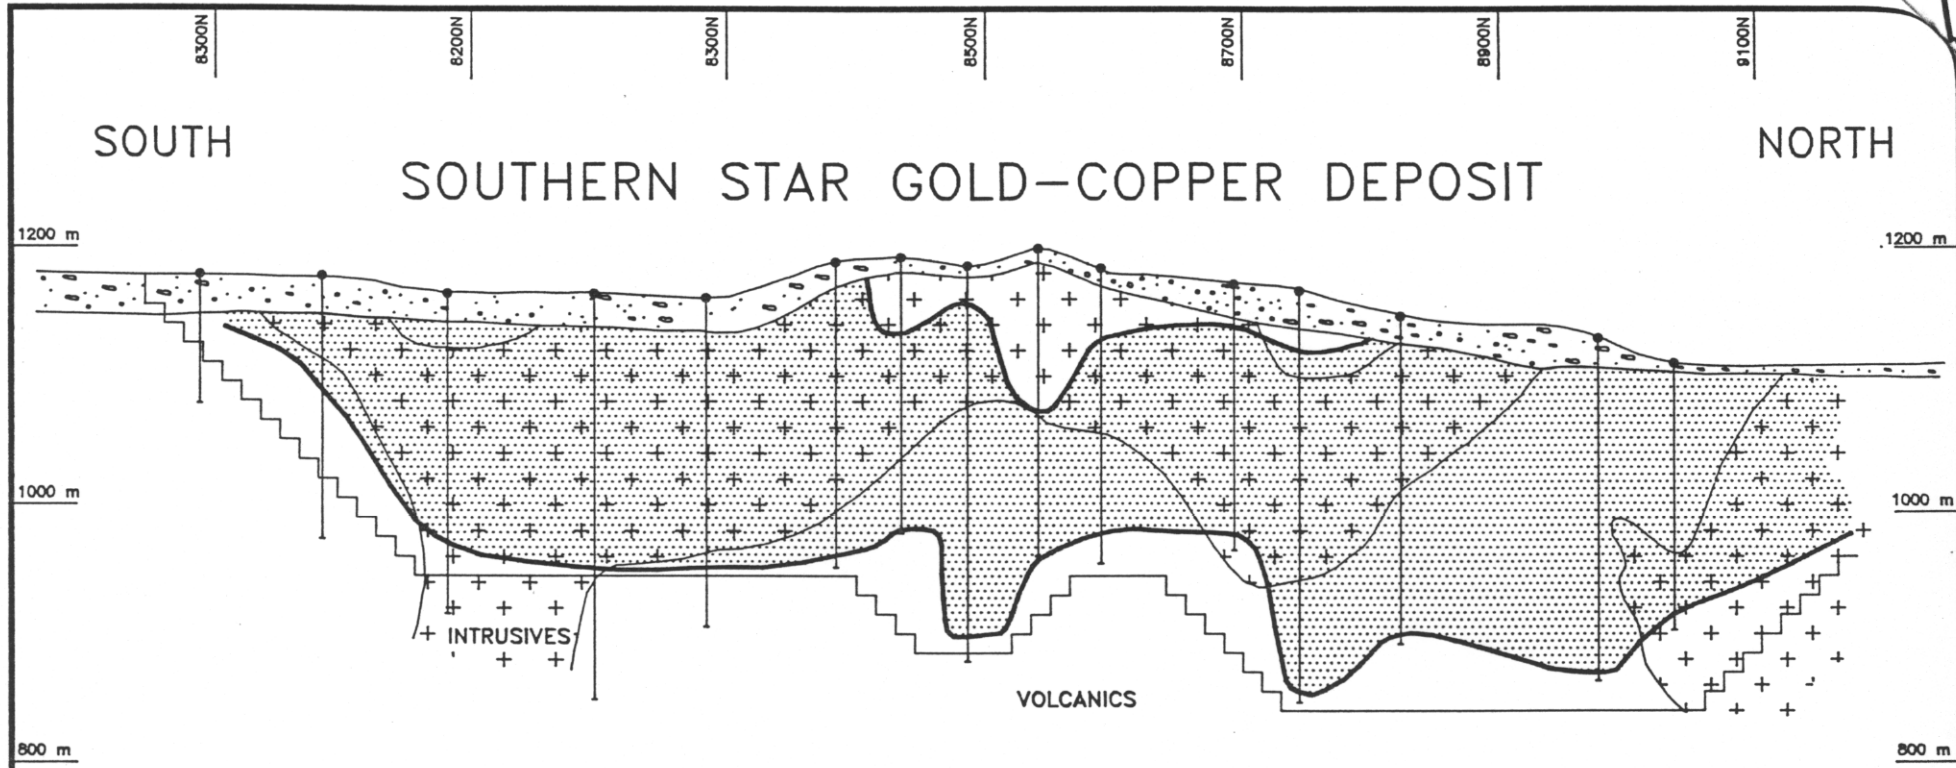 8300N 8200N 8300N 8500N 8700N 8900N 9100N
SOUTH NORTH
SOUTHERN STAR GOLD-COPPER DEPOSIT
1200 m 1200 m
1000 m 1000 m
INTRUSIVES
VOLCANICS
800 m 800 m